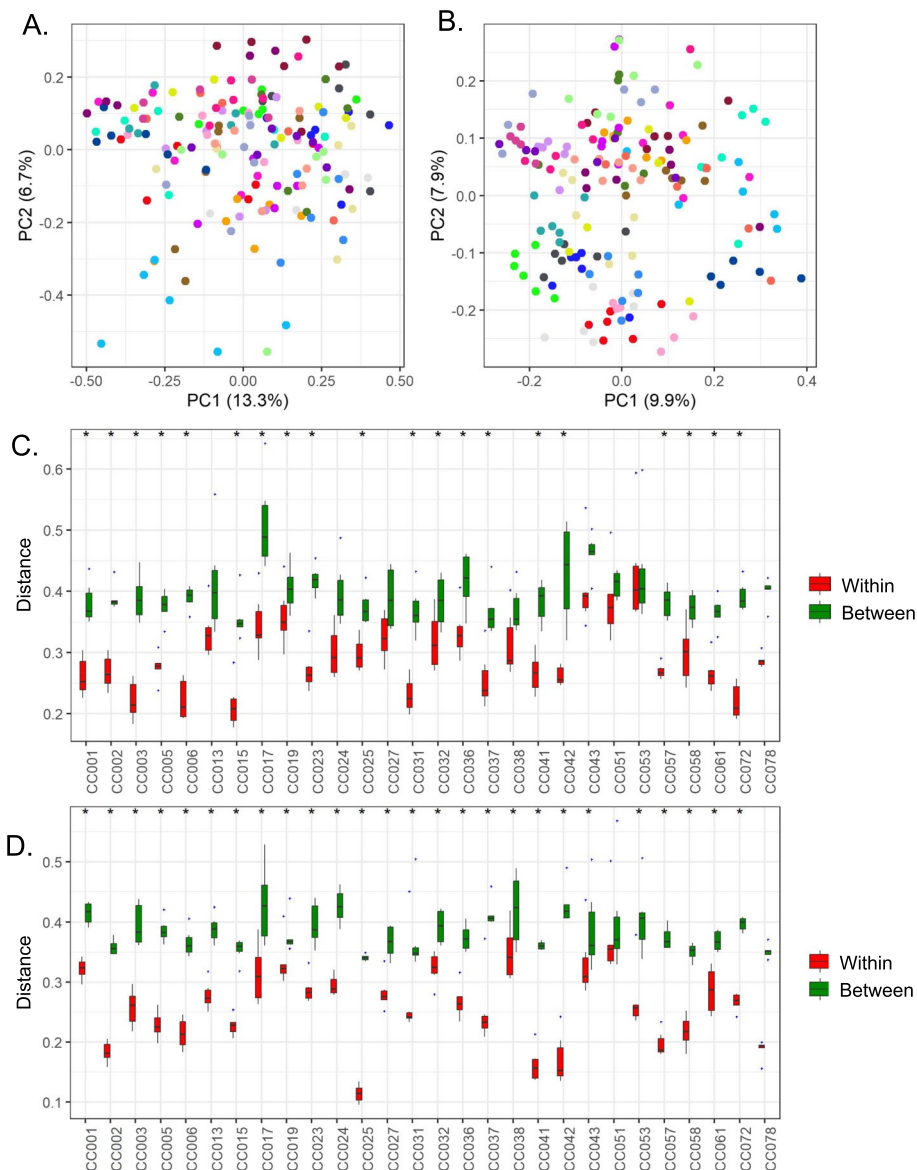 A.
0.2
0.0
-0.2
-0.4
PC2 (6.7%)
-0.50 -0.25 0.00 0.25 0.50
PC1 (13.3%)
B.
0.2
0.1
0.0
-0.1
-0.2
PC2 (7.9%)
-0.2 0.0 0.2 0.4
PC1 (9.9%)
C.
* * * * * * * * * * * * * * * * * * * *
0.6
0.5
0.4
0.3
0.2
Distance
CC001 CC002 CC003 CC005 CC006 CC013 CC015 CC017 CC019 CC023 CC024 CC025 CC027 CC031 CC032 CC036 CC037 CC038 CC041 CC042 CC043 CC051 CC053 CC057 CC058 CC061 CC072 CC078
Within
Between
D.
* * * * * * * * * * * * * * * * * * * * * * * * * *
0.5
0.4
0.3
0.2
0.1
Distance
CC001 CC002 CC003 CC005 CC006 CC013 CC015 CC017 CC019 CC023 CC024 CC025 CC027 CC031 CC032 CC036 CC037 CC038 CC041 CC042 CC043 CC051 CC053 CC057 CC058 CC061 CC072 CC078
Within
Between